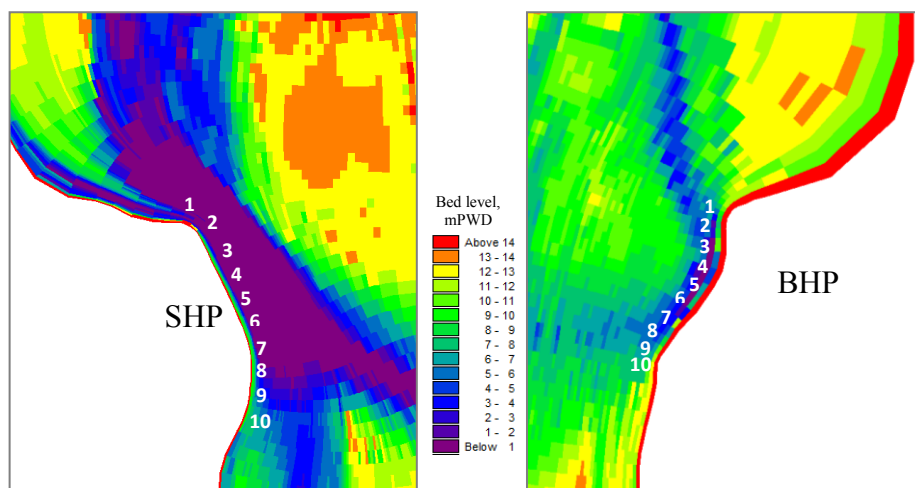 1
2
3
4
5
6
7
8
9
10
SHP
Bed level,
mPWD
Above 14
13 - 14
12 - 13
11 - 12
10 - 11
9 - 10
8 - 9
7 - 8
6 - 7
5 - 6
4 - 5
3 - 4
2 - 3
1 - 2
Below 1
1
2
3
4
5
6
7
8
9
10
BHP